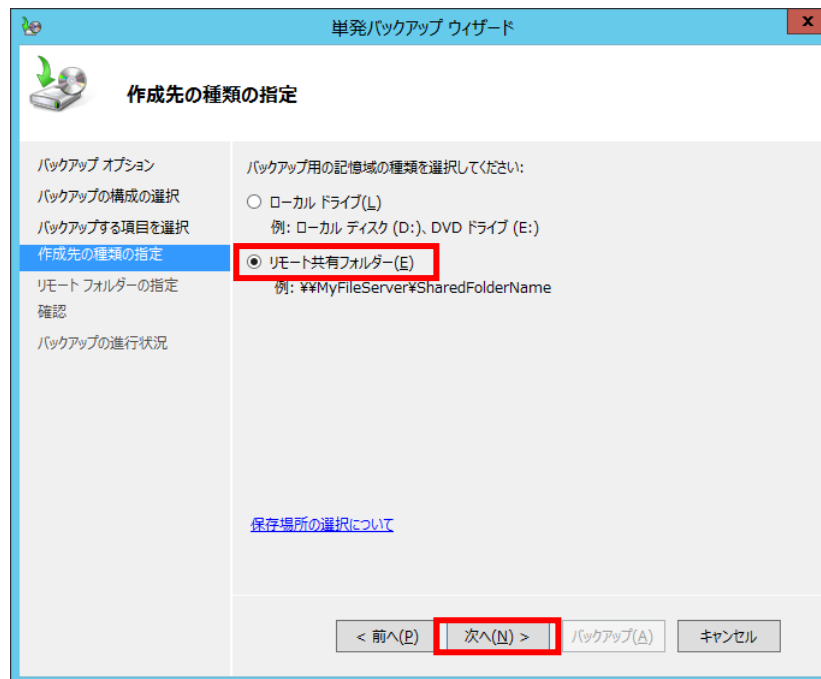 単発バックアップ ウィザード
x
作成先の種類の指定
バックアップ オプション
バックアップの構成の選択
バックアップする項目を選択
作成先の種類の指定
リモート フォルダーの指定
確認
バックアップの進行状況
バックアップ用の記憶域の種類を選択してください:
ローカル ドライブ(L)
例: ローカル ディスク (D:)、DVD ドライブ (E:)
リモート共有フォルダー(E)
例: ¥¥MyFileServer¥SharedFolderName
保存場所の選択について
< 前へ(P) 次へ(N) > バックアップ(A) キャンセル